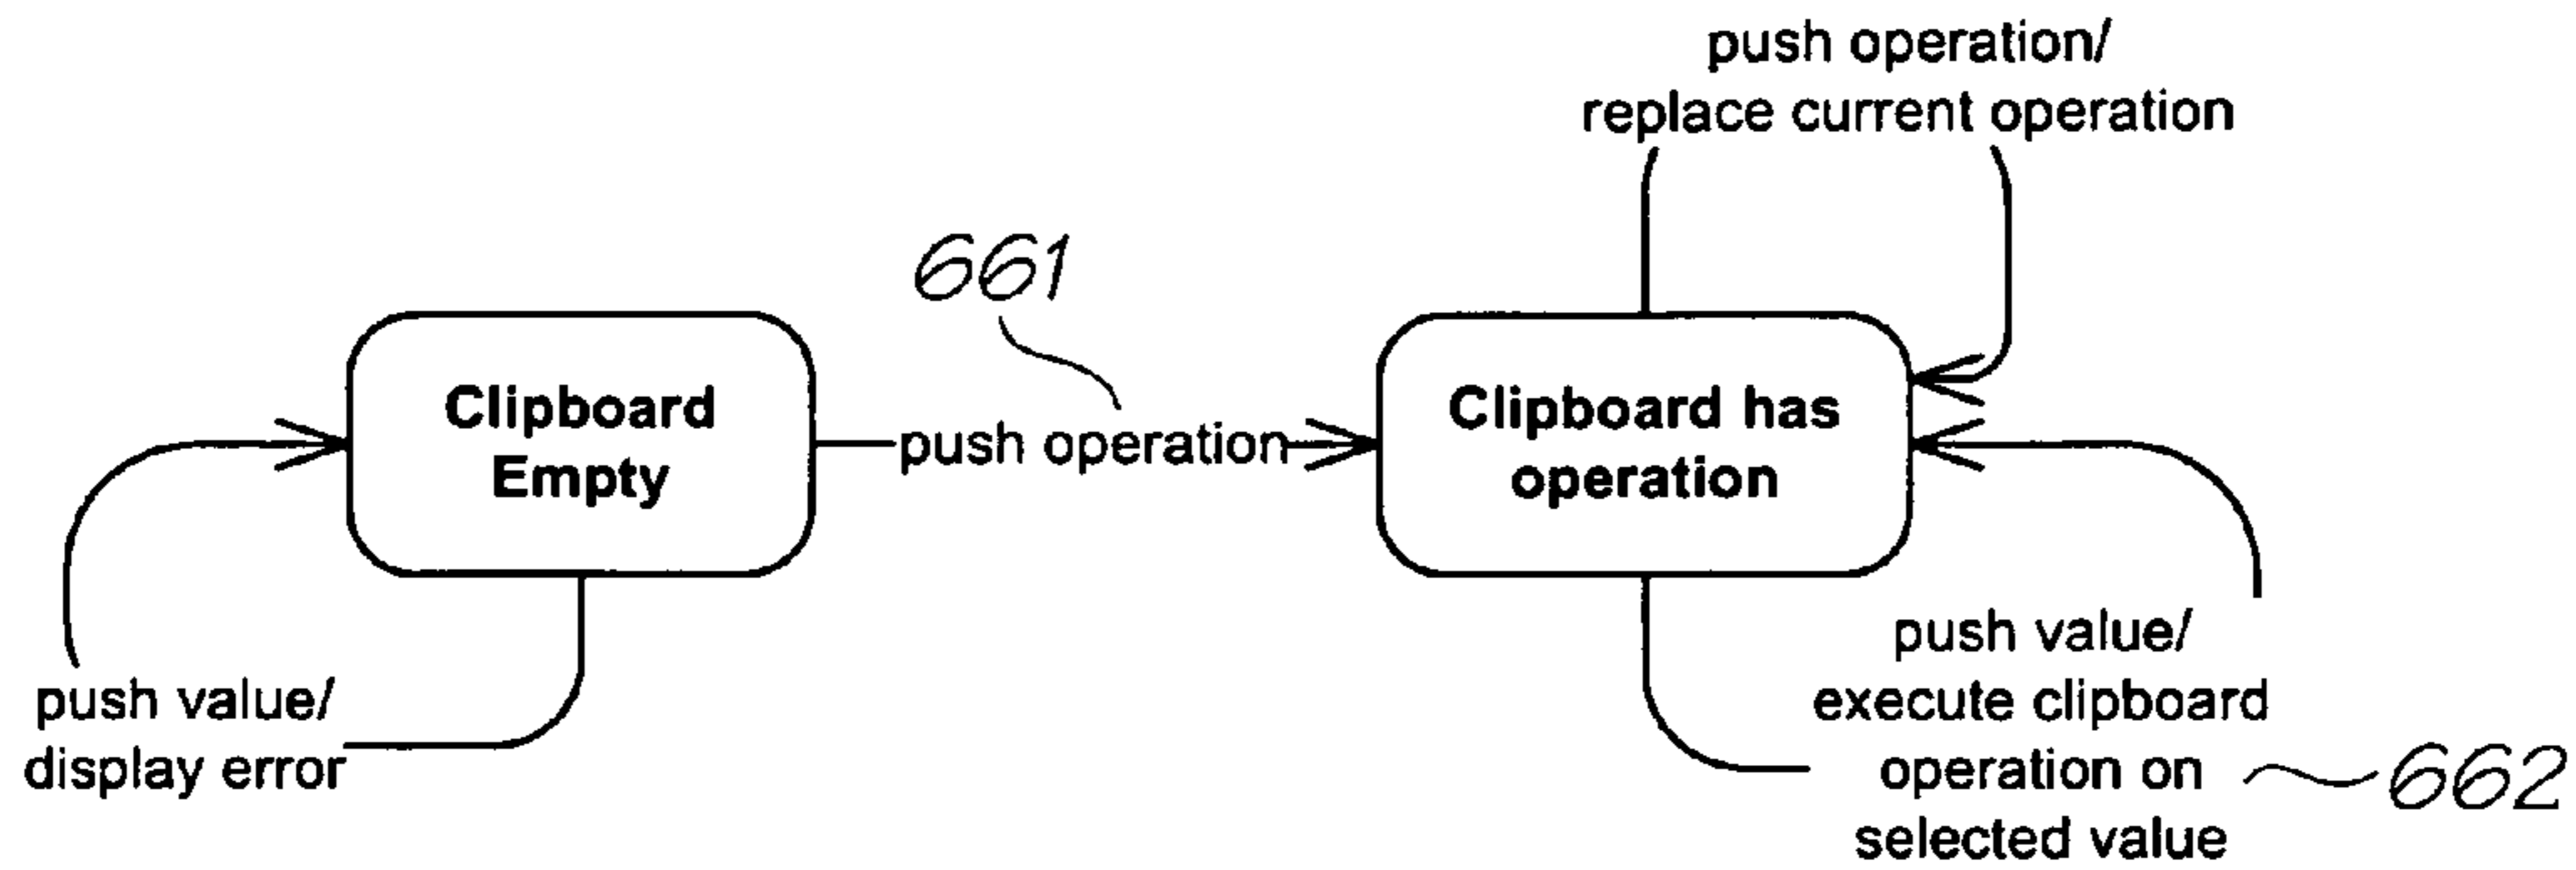 push operation/
replace current operation
661
Clipboard
Empty
push operation
Clipboard has
operation
push value/
display error
push value/
execute clipboard
operation on
selected value
662